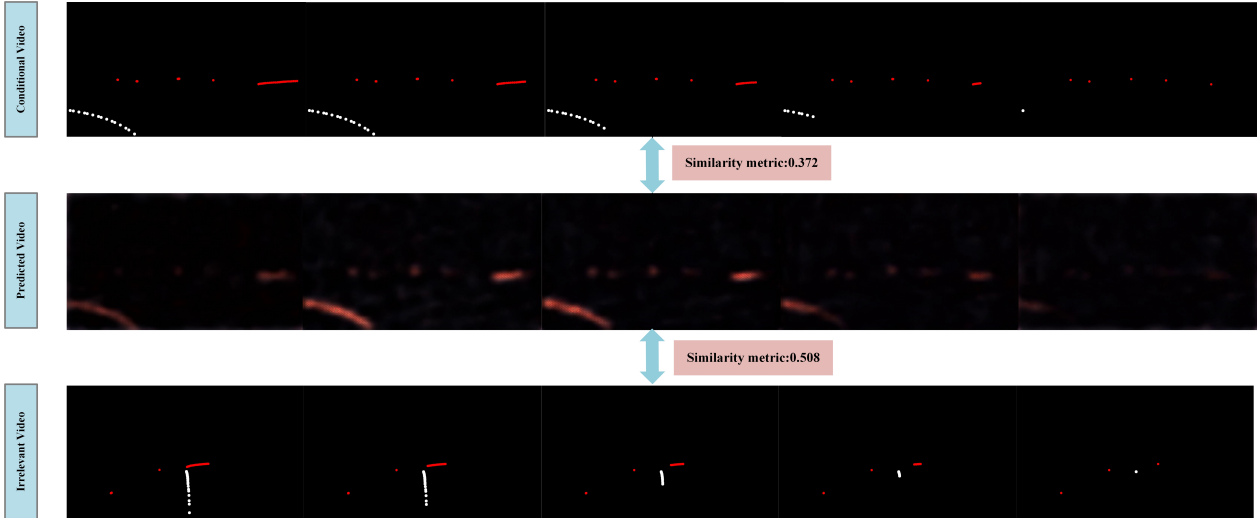 Conditional Video
Similarity metric:0.372
Predicted Video
Similarity metric:0.508
Irrelevant Video